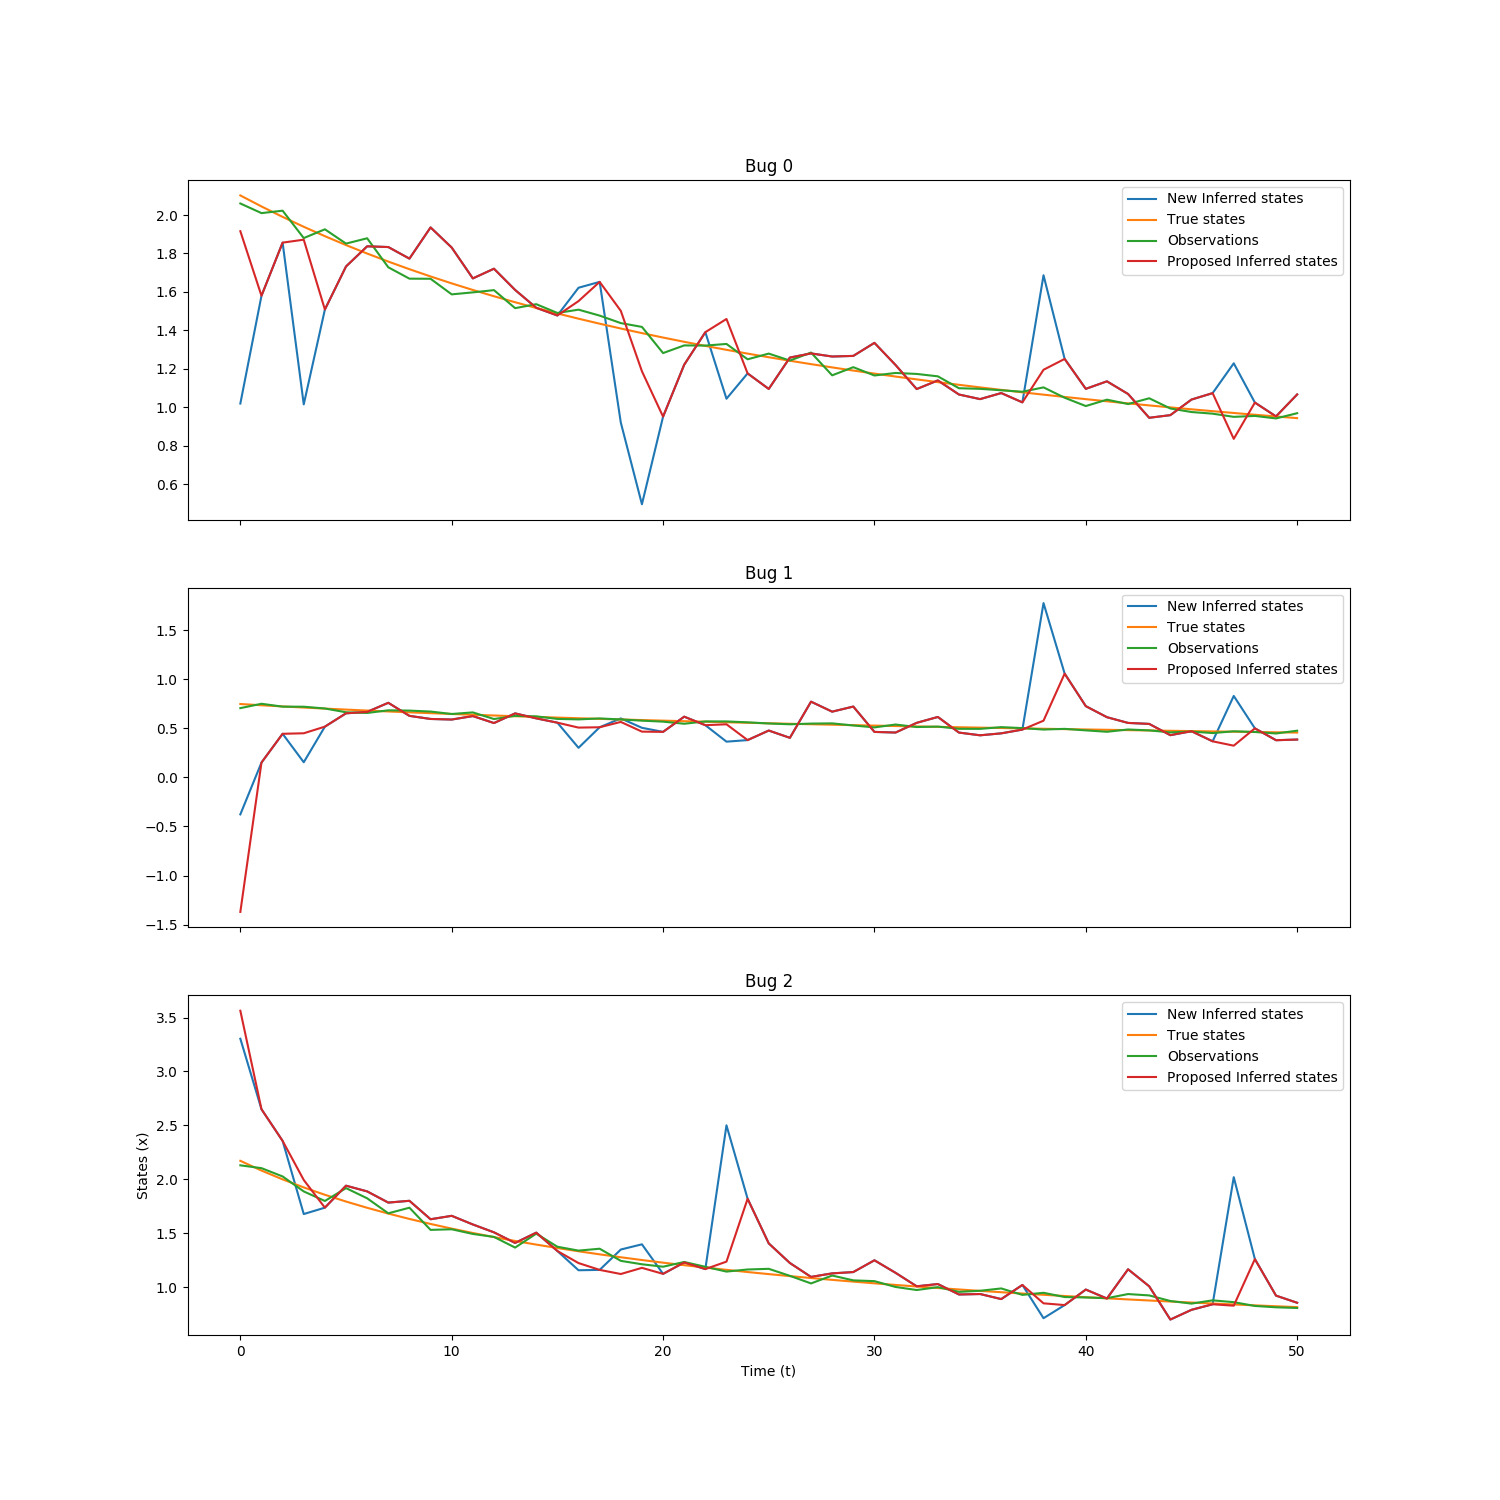 Bug 0
New Inferred states
True states
Observations
Proposed Inferred states
2.0
1.8
1.6
1.4
1.2
1.0
0.8
0.6
Bug 1
New Inferred states
True states
Observations
Proposed Inferred states
1.5
1.0
0.5
0.0
−0.5
−1.0
−1.5
Bug 2
New Inferred states
True states
Observations
Proposed Inferred states
3.5
3.0
2.5
2.0
1.5
1.0
States (x)
0 10 20 30 40 50
Time (t)